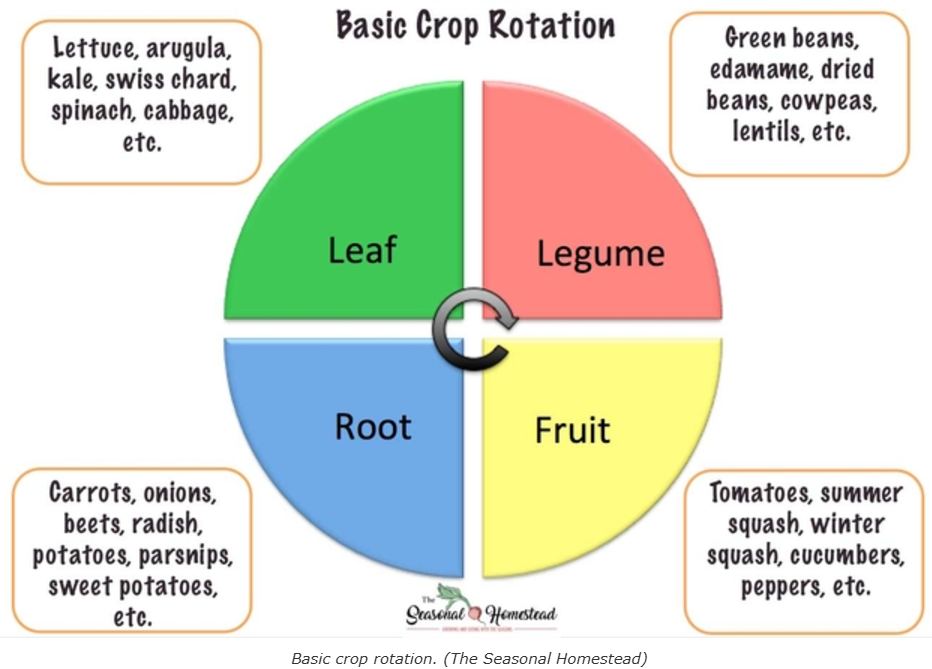 Basic Crop Rotation
Lettuce, arugula,
kale, swiss chard,
spinach, cabbage,
etc.
Green beans,
edamame, dried
beans, cowpeas,
lentils, etc.
Leaf
Legume
Root
Fruit
Carrots, onions,
beets, radish,
potatoes, parsnips,
sweet potatoes,
etc.
Tomatoes, summer
squash, winter
squash, cucumbers,
peppers, etc.
The
Seasonal Homestead
Basic crop rotation. (The Seasonal Homestead)